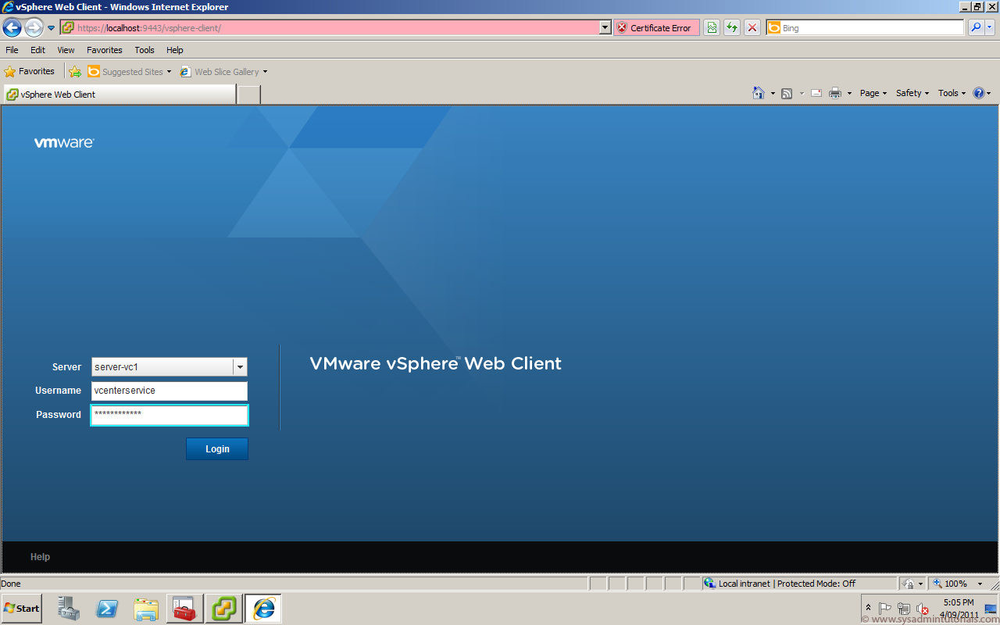 vSphere Web Client - Windows Internet Explorer
https://localhost:9443/vsphere-client/
Certificate Error
Bing
File Edit View Favorites Tools Help
Favorites
Suggested Sites
Web Slice Gallery
vSphere Web Client
Page Safety Tools
vmware
Server
server-vc1
Username
vcenterservice
Password
************
Login
VMware vSphere™ Web Client
Help
Done
Local intranet | Protected Mode: Off
100%
Start
5:05 PM
4/09/2011
© www.sysadmintutorials.com